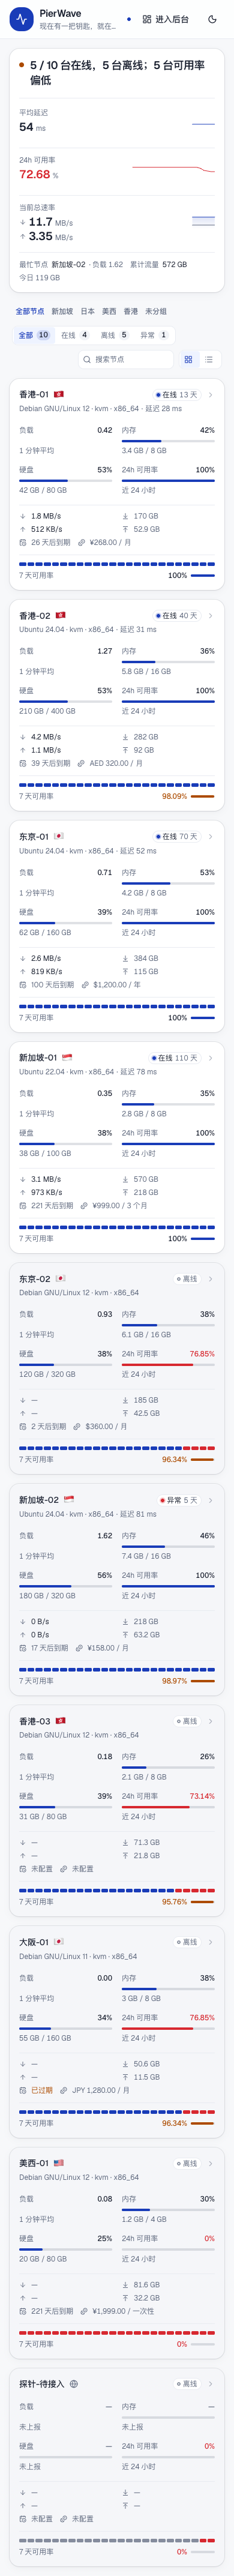 PierWave
现在有一把钥匙，就在…
进入后台
5 / 10 台在线，5 台离线；5 台可用率偏低
平均延迟
54 ms
24h 可用率
72.68 %
当前总速率
↓ 11.7 MB/s
↑ 3.35 MB/s
最忙节点 新加坡-02 · 负载 1.62 累计流量 572 GB
今日 119 GB
全部节点 新加坡 日本 美西 香港 未分组
全部 10 在线 4 离线 5 异常 1
搜索节点
香港-01 在线 13 天
Debian GNU/Linux 12 · kvm · x86_64 · 延迟 28 ms
负载 0.42 内存 42%
1 分钟平均 3.4 GB / 8 GB
硬盘 53% 24h 可用率 100%
42 GB / 80 GB 近 24 小时
↓ 1.8 MB/s 170 GB
↑ 512 KB/s 52.9 GB
26 天后到期 ¥268.00 / 月
7 天可用率 100%
香港-02 在线 40 天
Ubuntu 24.04 · kvm · x86_64 · 延迟 31 ms
负载 1.27 内存 36%
1 分钟平均 5.8 GB / 16 GB
硬盘 53% 24h 可用率 100%
210 GB / 400 GB 近 24 小时
↓ 4.2 MB/s 282 GB
↑ 1.1 MB/s 92 GB
39 天后到期 AED 320.00 / 月
7 天可用率 98.09%
东京-01 在线 70 天
Ubuntu 24.04 · kvm · x86_64 · 延迟 52 ms
负载 0.71 内存 53%
1 分钟平均 4.2 GB / 8 GB
硬盘 39% 24h 可用率 100%
62 GB / 160 GB 近 24 小时
↓ 2.6 MB/s 384 GB
↑ 819 KB/s 115 GB
100 天后到期 $1,200.00 / 年
7 天可用率 100%
新加坡-01 在线 110 天
Ubuntu 22.04 · kvm · x86_64 · 延迟 78 ms
负载 0.35 内存 35%
1 分钟平均 2.8 GB / 8 GB
硬盘 38% 24h 可用率 100%
38 GB / 100 GB 近 24 小时
↓ 3.1 MB/s 570 GB
↑ 973 KB/s 218 GB
221 天后到期 ¥999.00 / 3 个月
7 天可用率 100%
东京-02 离线
Debian GNU/Linux 12 · kvm · x86_64
负载 0.93 内存 38%
1 分钟平均 6.1 GB / 16 GB
硬盘 38% 24h 可用率 76.85%
120 GB / 320 GB 近 24 小时
↓ — 185 GB
↑ — 42.5 GB
2 天后到期 $360.00 / 月
7 天可用率 96.34%
新加坡-02 异常 5 天
Ubuntu 24.04 · kvm · x86_64 · 延迟 81 ms
负载 1.62 内存 46%
1 分钟平均 7.4 GB / 16 GB
硬盘 56% 24h 可用率 100%
180 GB / 320 GB 近 24 小时
↓ 0 B/s 218 GB
↑ 0 B/s 63.2 GB
17 天后到期 ¥158.00 / 月
7 天可用率 98.97%
香港-03 离线
Debian GNU/Linux 12 · kvm · x86_64
负载 0.18 内存 26%
1 分钟平均 2.1 GB / 8 GB
硬盘 39% 24h 可用率 73.14%
31 GB / 80 GB 近 24 小时
↓ — 71.3 GB
↑ — 21.8 GB
未配置 未配置
7 天可用率 95.76%
大阪-01 离线
Debian GNU/Linux 11 · kvm · x86_64
负载 0.00 内存 38%
1 分钟平均 3 GB / 8 GB
硬盘 34% 24h 可用率 76.85%
55 GB / 160 GB 近 24 小时
↓ — 50.6 GB
↑ — 11.5 GB
已过期 JPY 1,280.00 / 月
7 天可用率 96.34%
美西-01 离线
Debian GNU/Linux 12 · kvm · x86_64
负载 0.08 内存 30%
1 分钟平均 1.2 GB / 4 GB
硬盘 25% 24h 可用率 0%
20 GB / 80 GB 近 24 小时
↓ — 81.6 GB
↑ — 32.2 GB
221 天后到期 ¥1,999.00 / 一次性
7 天可用率 0%
探针-待接入 离线
负载 — 内存 —
未上报 未上报
硬盘 — 24h 可用率 0%
未上报 近 24 小时
↓ — —
↑ — —
未配置 未配置
7 天可用率 0%